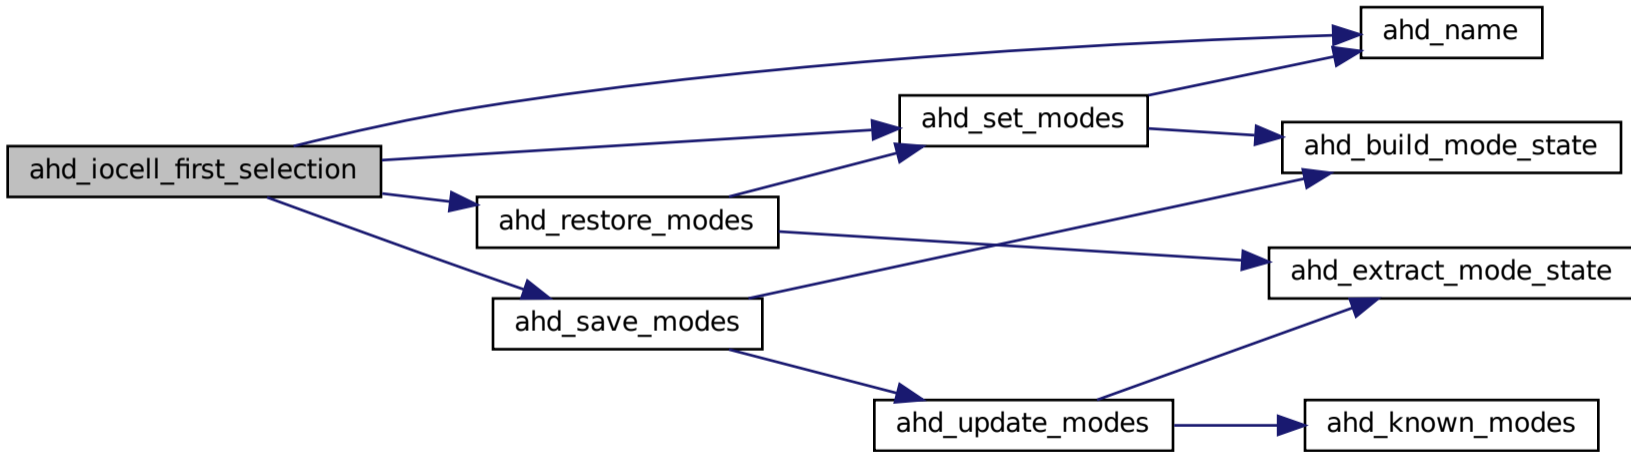 ahd_name
ahd_set_modes
ahd_build_mode_state
ahd_iocell_first_selection
ahd_restore_modes
ahd_extract_mode_state
ahd_save_modes
ahd_update_modes
ahd_known_modes